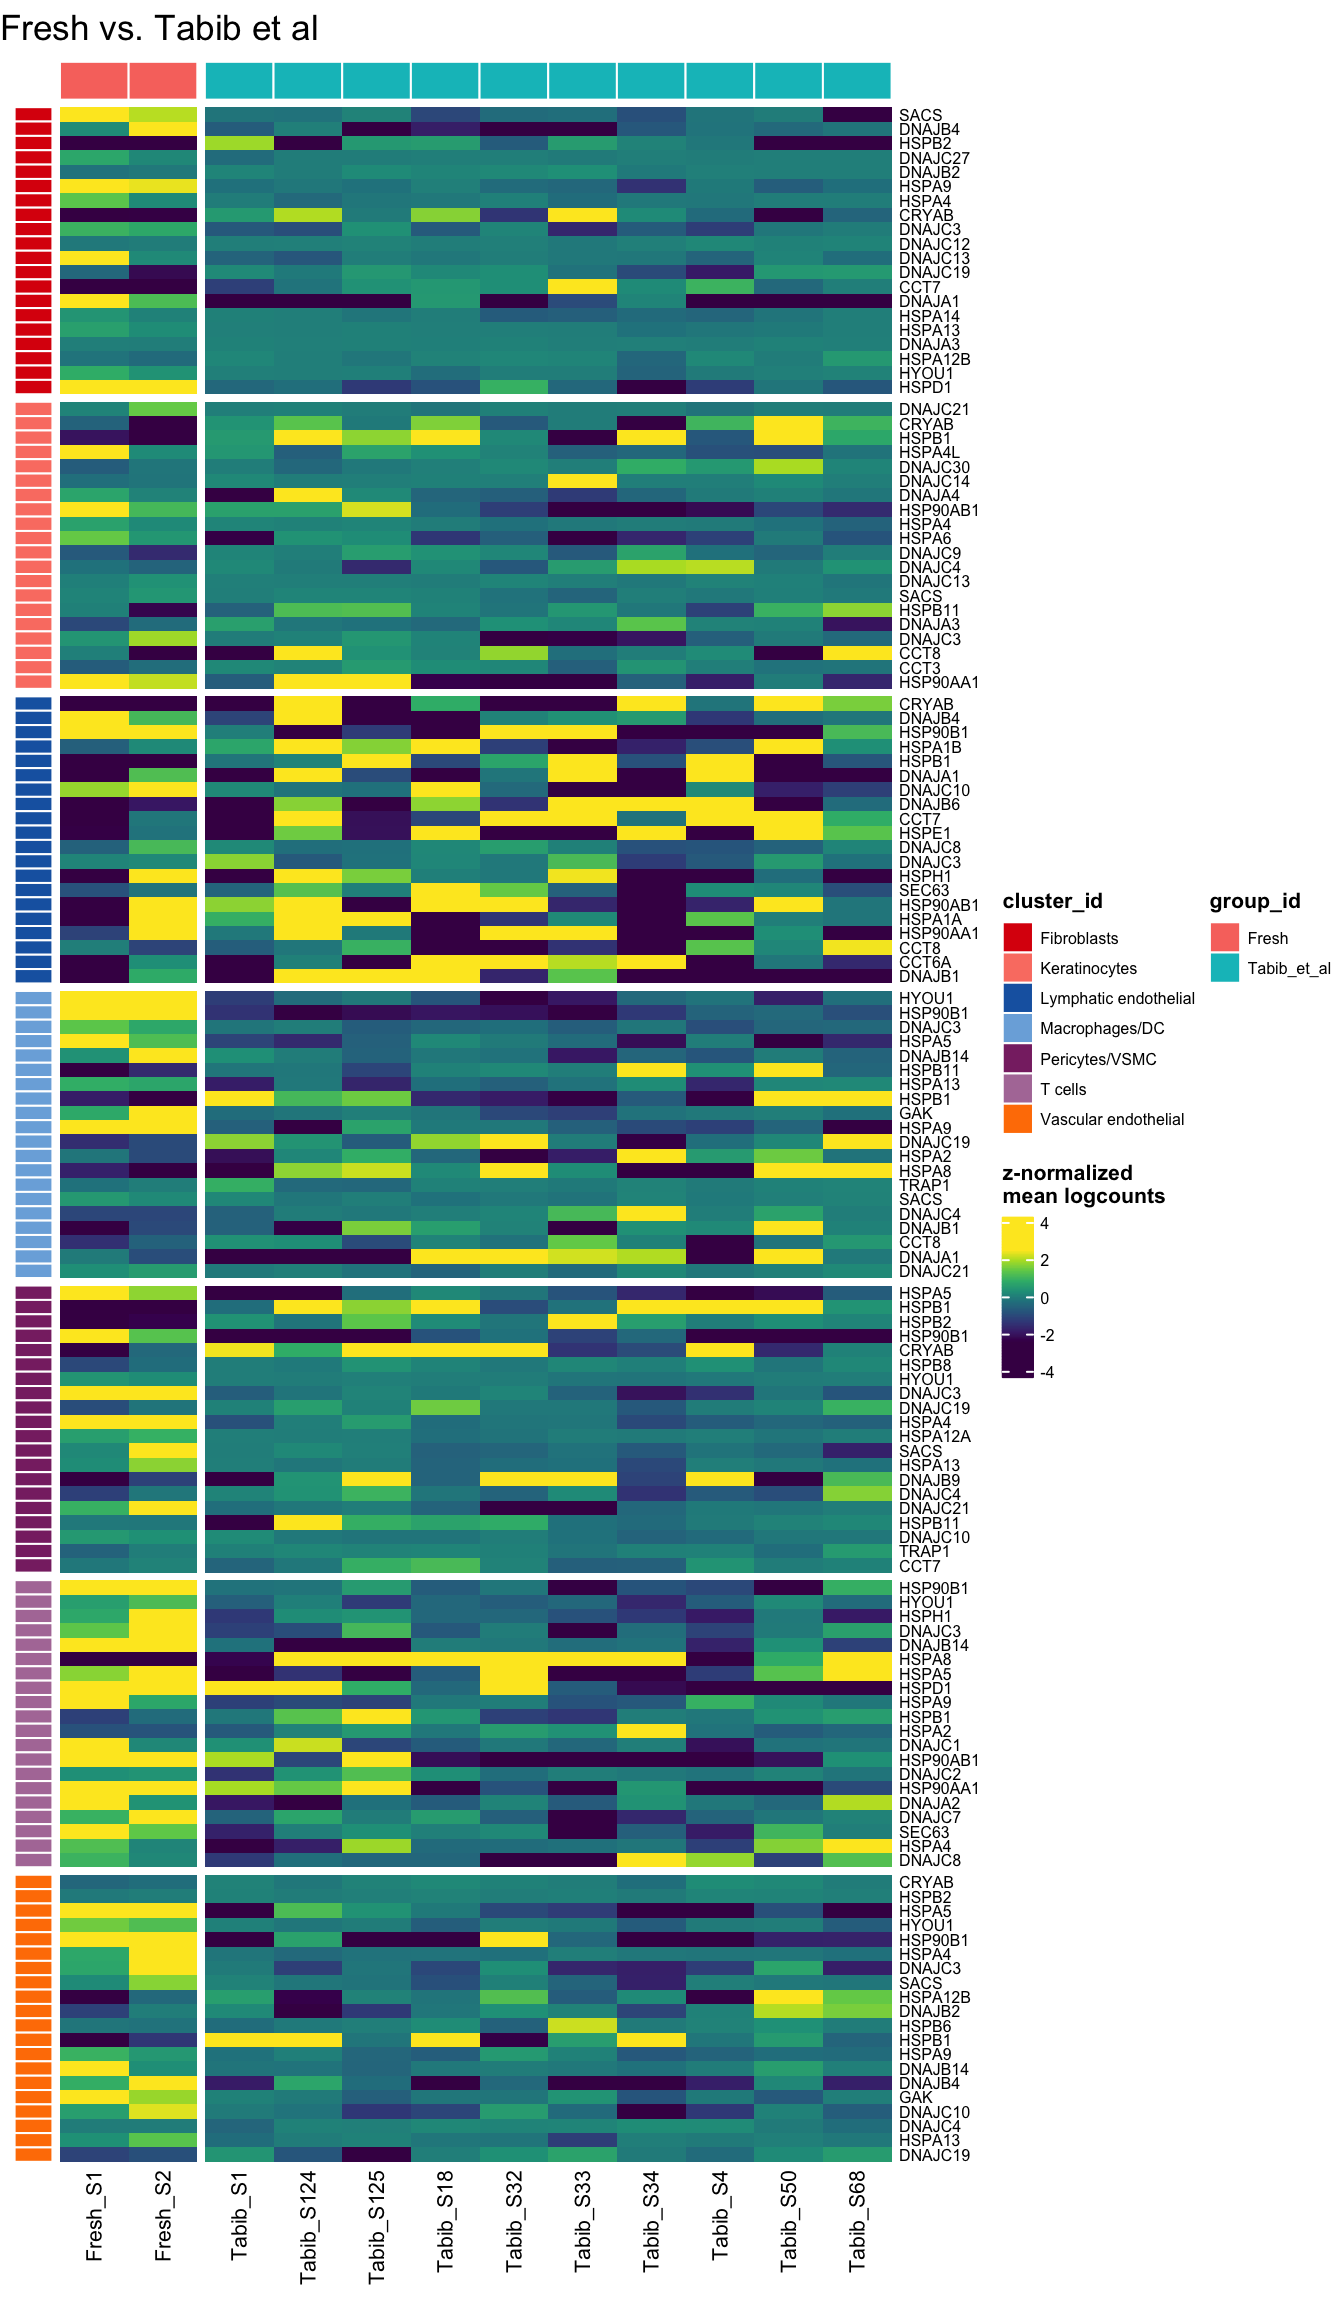 Fresh vs. Tabib et al
SACS
DNAJB4
HSPB2
DNAJC27
DNAJB2
HSPA9
HSPA4
CRYAB
DNAJC3
DNAJC12
DNAJC13
DNAJC19
CCT7
DNAJA1
HSPA14
HSPA13
DNAJA3
HSPA12B
HYOU1
HSPD1
DNAJC21
CRYAB
HSPB1
HSPA4L
DNAJC30
DNAJC14
DNAJA4
HSP90AB1
HSPA4
HSPA6
DNAJC9
DNAJC4
DNAJC13
SACS
HSPB11
DNAJA3
DNAJC3
CCT8
CCT3
HSP90AA1
CRYAB
DNAJB4
HSP90B1
HSPA1B
HSPB1
DNAJA1
DNAJC10
DNAJB6
CCT7
HSPE1
DNAJC8
DNAJC3
HSPH1
SEC63
HSP90AB1
HSPA1A
HSP90AA1
CCT8
CCT6A
DNAJB1
HYOU1
HSP90B1
DNAJC3
HSPA5
DNAJB14
HSPB11
HSPA13
HSPB1
GAK
HSPA9
DNAJC19
HSPA2
HSPA8
TRAP1
SACS
DNAJC4
DNAJB1
CCT8
DNAJA1
DNAJC21
HSPA5
HSPB1
HSPB2
HSP90B1
CRYAB
HSPB8
HYOU1
DNAJC3
DNAJC19
HSPA4
HSPA12A
SACS
HSPA13
DNAJB9
DNAJC4
DNAJC21
HSPB11
DNAJC10
TRAP1
CCT7
HSP90B1
HYOU1
HSPH1
DNAJC3
DNAJB14
HSPA8
HSPA5
HSPD1
HSPA9
HSPB1
HSPA2
DNAJC1
HSP90AB1
DNAJC2
HSP90AA1
DNAJA2
DNAJC7
SEC63
HSPA4
DNAJC8
CRYAB
HSPB2
HSPA5
HYOU1
HSP90B1
HSPA4
DNAJC3
SACS
HSPA12B
DNAJB2
HSPB6
HSPB1
HSPA9
DNAJB14
DNAJB4
GAK
DNAJC10
DNAJC4
HSPA13
DNAJC19
Fresh_S1
Fresh_S2
Tabib_S1
Tabib_S124
Tabib_S125
Tabib_S18
Tabib_S32
Tabib_S33
Tabib_S34
Tabib_S4
Tabib_S50
Tabib_S68
cluster_id
Fibroblasts
Keratinocytes
Lymphatic endothelial
Macrophages/DC
Pericytes/VSMC
T cells
Vascular endothelial
group_id
Fresh
Tabib_et_al
z-normalized
mean logcounts
4
2
0
-2
-4